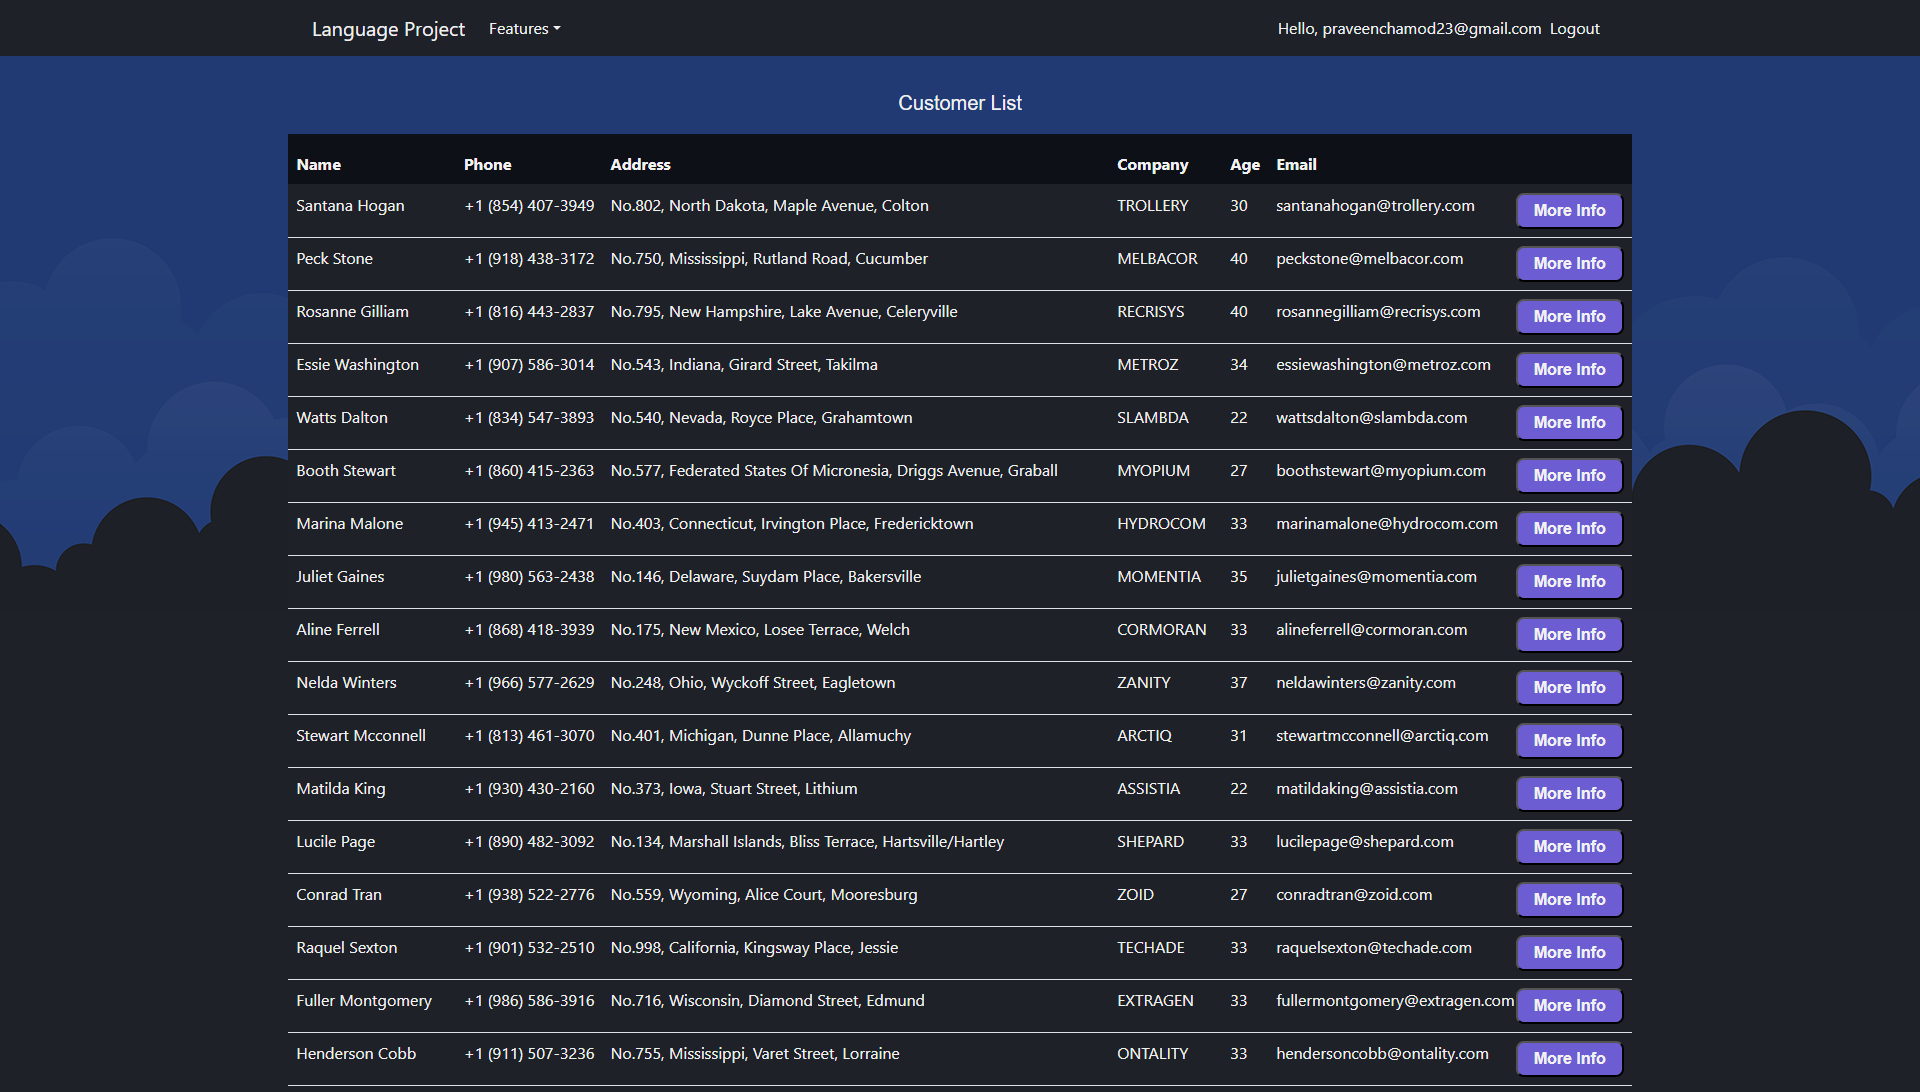 Language Project Features Hello, praveenchamod23@gmail.com Logout
Customer List
Name Phone Address Company Age Email
Santana Hogan +1 (854) 407-3949 No.802, North Dakota, Maple Avenue, Colton TROLLERY 30 santanahogan@trollery.com More Info
Peck Stone +1 (918) 438-3172 No.750, Mississippi, Rutland Road, Cucumber MELBACOR 40 peckstone@melbacor.com More Info
Rosanne Gilliam +1 (816) 443-2837 No.795, New Hampshire, Lake Avenue, Celeryville RECRISYS 40 rosannegilliam@recrisys.com More Info
Essie Washington +1 (907) 586-3014 No.543, Indiana, Girard Street, Takilma METROZ 34 essiewashington@metroz.com More Info
Watts Dalton +1 (834) 547-3893 No.540, Nevada, Royce Place, Grahamtown SLAMBDA 22 wattsdalton@slambda.com More Info
Booth Stewart +1 (860) 415-2363 No.577, Federated States Of Micronesia, Driggs Avenue, Graball MYOPIUM 27 boothstewart@myopium.com More Info
Marina Malone +1 (945) 413-2471 No.403, Connecticut, Irvington Place, Fredericktown HYDROCOM 33 marinamalone@hydrocom.com More Info
Juliet Gaines +1 (980) 563-2438 No.146, Delaware, Suydam Place, Bakersville MOMENTIA 35 julietgaines@momentia.com More Info
Aline Ferrell +1 (868) 418-3939 No.175, New Mexico, Losee Terrace, Welch CORMORAN 33 alineferrell@cormoran.com More Info
Nelda Winters +1 (966) 577-2629 No.248, Ohio, Wyckoff Street, Eagletown ZANITY 37 neldawinters@zanity.com More Info
Stewart Mcconnell +1 (813) 461-3070 No.401, Michigan, Dunne Place, Allamuchy ARCTIQ 31 stewartmcconnell@arctiq.com More Info
Matilda King +1 (930) 430-2160 No.373, Iowa, Stuart Street, Lithium ASSISTIA 22 matildaking@assistia.com More Info
Lucile Page +1 (890) 482-3092 No.134, Marshall Islands, Bliss Terrace, Hartsville/Hartley SHEPARD 33 lucilepage@shepard.com More Info
Conrad Tran +1 (938) 522-2776 No.559, Wyoming, Alice Court, Mooresburg ZOID 27 conradtran@zoid.com More Info
Raquel Sexton +1 (901) 532-2510 No.998, California, Kingsway Place, Jessie TECHADE 33 raquelsexton@techade.com More Info
Fuller Montgomery +1 (986) 586-3916 No.716, Wisconsin, Diamond Street, Edmund EXTRAGEN 33 fullermontgomery@extragen.com More Info
Henderson Cobb +1 (911) 507-3236 No.755, Mississippi, Varet Street, Lorraine ONTALITY 33 hendersoncobb@ontality.com More Info